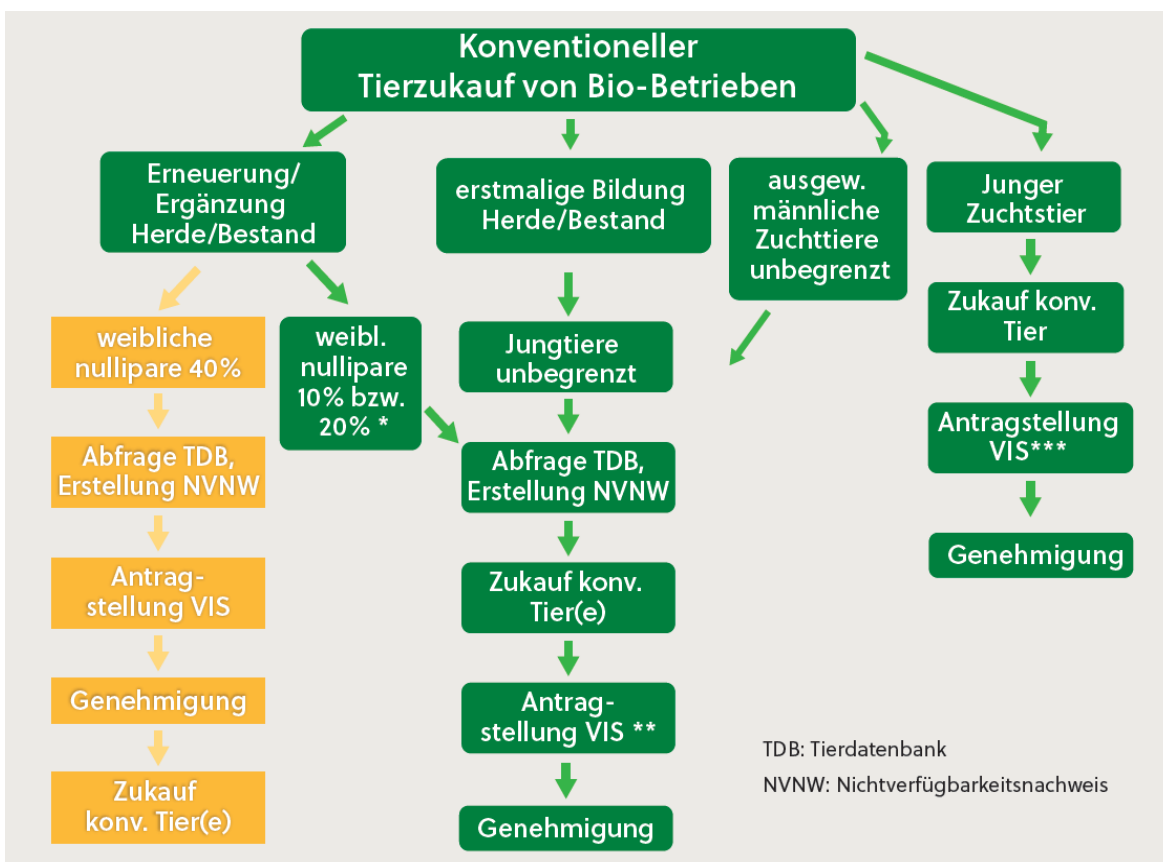 Konventioneller
Tierzukauf von Bio-Betrieben
Erneuerung/
Ergänzung
Herde/Bestand
erstmalige Bildung
Herde/Bestand
ausgew.
männliche
Zuchttiere
unbegrenzt
Junger
Zuchtstier
weibliche
nullipare 40%
weibl.
nullipare
10% bzw.
20% *
Jungtiere
unbegrenzt
Zukauf konv.
Tier
Abfrage TDB,
Erstellung NVNW
Abfrage TDB,
Erstellung NVNW
Antragstellung
VIS***
Antrag-
stellung VIS
Zukauf konv.
Tier(e)
Genehmigung
Genehmigung
Antrag-
stellung VIS **
Zukauf
konv. Tier(e)
Genehmigung
TDB: Tierdatenbank
NVNW: Nichtverfügbarkeitsnachweis